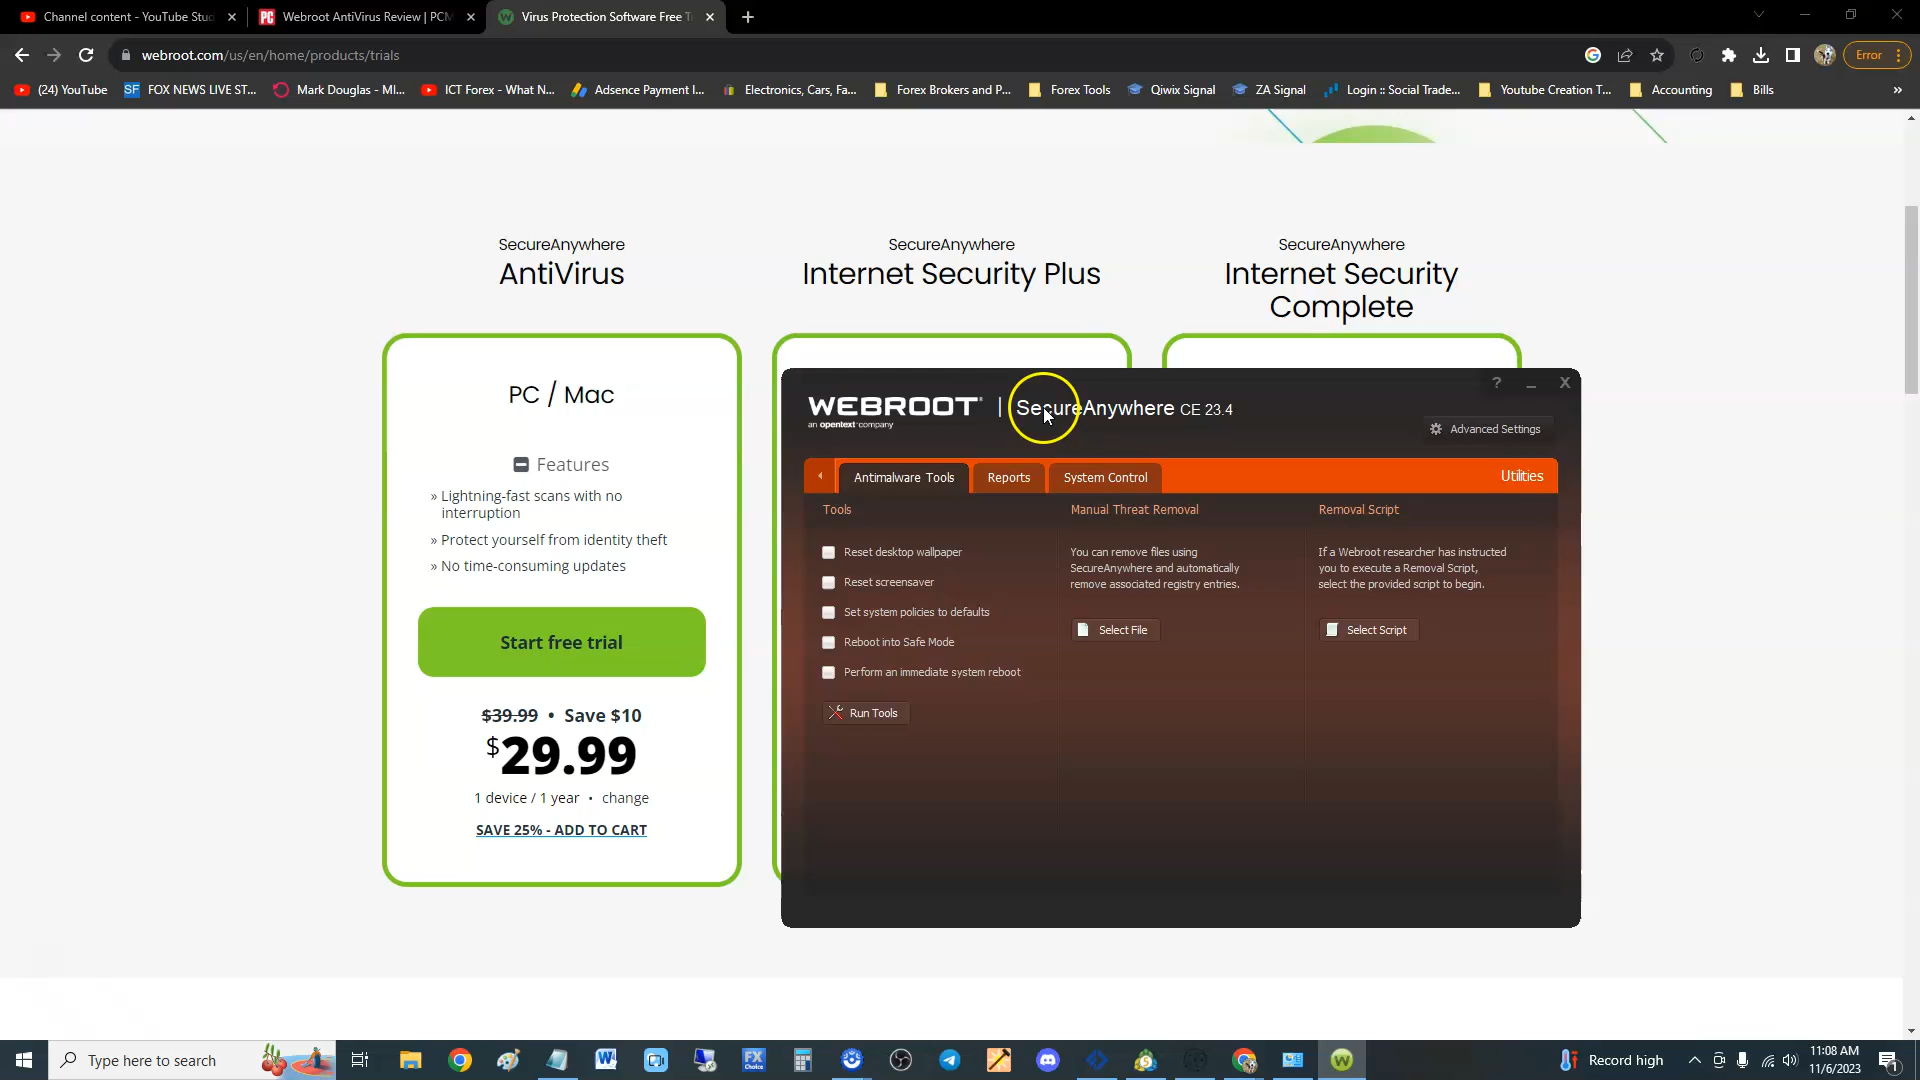 Channel content - YouTube Stu
Webroot AntiVirus Review | PCM
Virus Protection Software Free T
webroot.com/us/en/home/products/trials
Error
(24) YouTube
FOX NEWS LIVE ST...
Mark Douglas - MI...
ICT Forex - What N...
Adsence Payment I...
Electronics, Cars, Fa...
Forex Brokers and P...
Forex Tools
Qiwix Signal
ZA Signal
Login :: Social Trade...
Youtube Creation T...
Accounting
Bills
»
SecureAnywhere
AntiVirus
SecureAnywhere
Internet Security Plus
SecureAnywhere
Internet Security
Complete
PC / Mac
Features
» Lightning-fast scans with no
interruption
» Protect yourself from identity theft
» No time-consuming updates
Start free trial
$39.99 • Save $10
$29.99
1 device / 1 year • change
SAVE 25% - ADD TO CART
WEBROOT | SecureAnywhere CE 23.4
an opentext company
? _ X
Advanced Settings
Antimalware Tools
Reports
System Control
Utilities
Tools
Reset desktop wallpaper
Reset screensaver
Set system policies to defaults
Reboot into Safe Mode
Perform an immediate system reboot
Run Tools
Manual Threat Removal
You can remove files using
SecureAnywhere and automatically
remove associated registry entries.
Select File
Removal Script
If a Webroot researcher has instructed
you to execute a Removal Script,
select the provided script to begin.
Select Script
Type here to search
FX
Choice
Record high
11:08 AM
11/6/2023
1